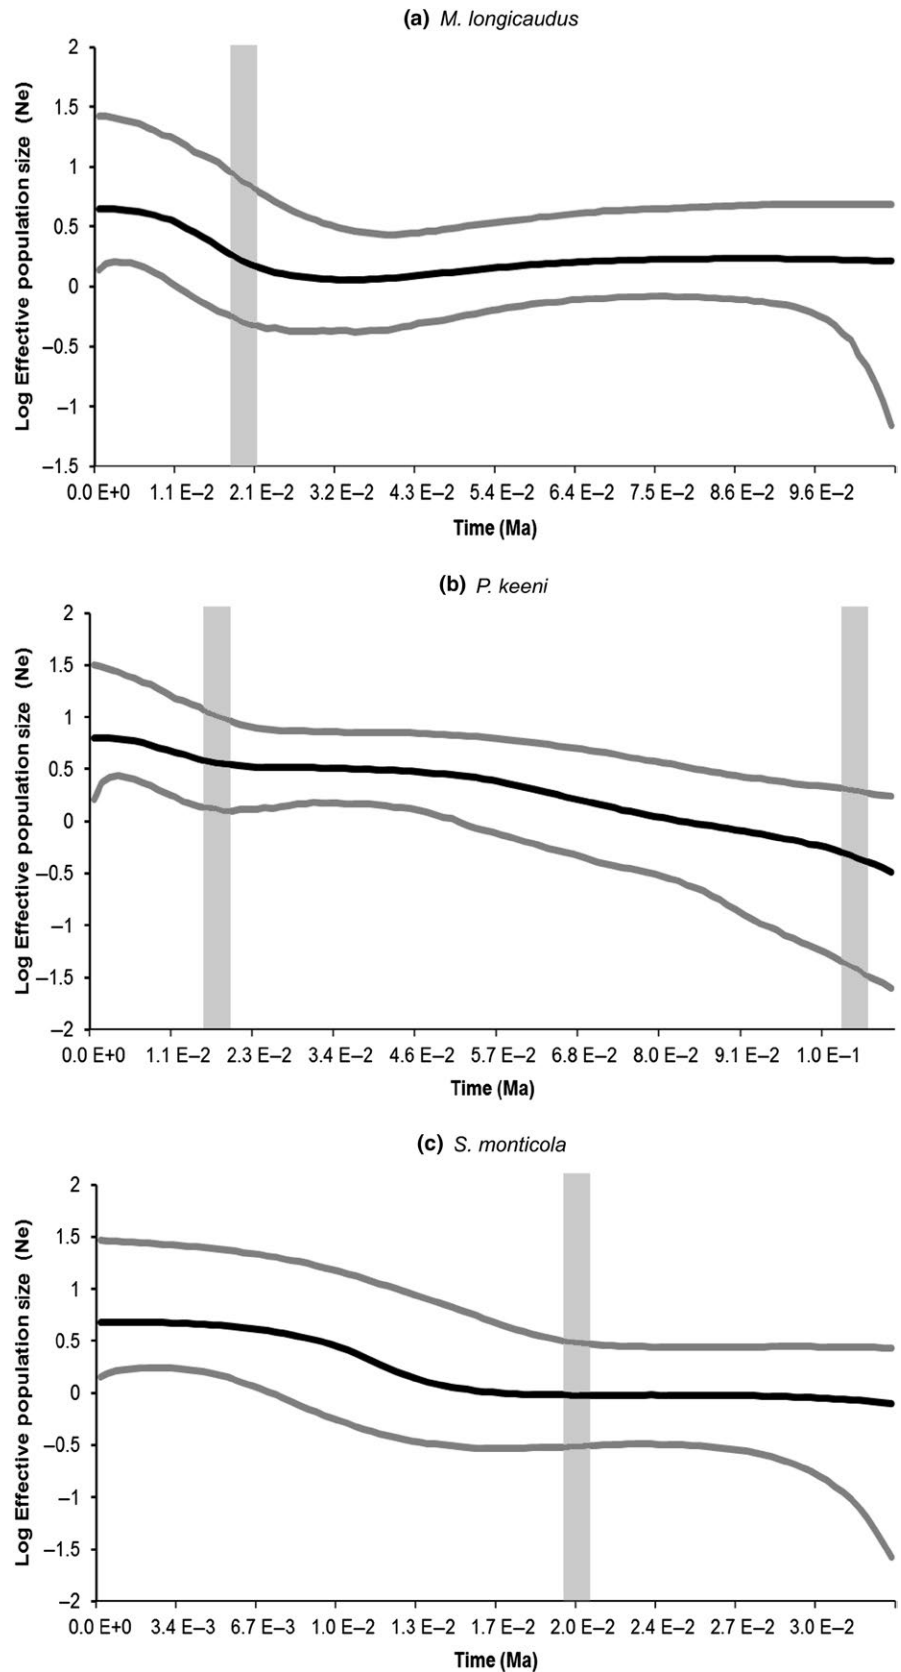 (a) M. longicaudus
Log Effective population size (Ne)
2
1.5
1
0.5
0
–0.5
–1
–1.5
0.0 E+0 1.1 E–2 2.1 E–2 3.2 E–2 4.3 E–2 5.4 E–2 6.4 E–2 7.5 E–2 8.6 E–2 9.6 E–2
Time (Ma)
(b) P. keeni
Log Effective population size (Ne)
2
1.5
1
0.5
0
–0.5
–1
–1.5
–2
0.0 E+0 1.1 E–2 2.3 E–2 3.4 E–2 4.6 E–2 5.7 E–2 6.8 E–2 8.0 E–2 9.1 E–2 1.0 E–1
Time (Ma)
(c) S. monticola
Log Effective population size (Ne)
2
1.5
1
0.5
0
–0.5
–1
–1.5
–2
0.0 E+0 3.4 E–3 6.7 E–3 1.0 E–2 1.3 E–2 1.7 E–2 2.0 E–2 2.4 E–2 2.7 E–2 3.0 E–2
Time (Ma)